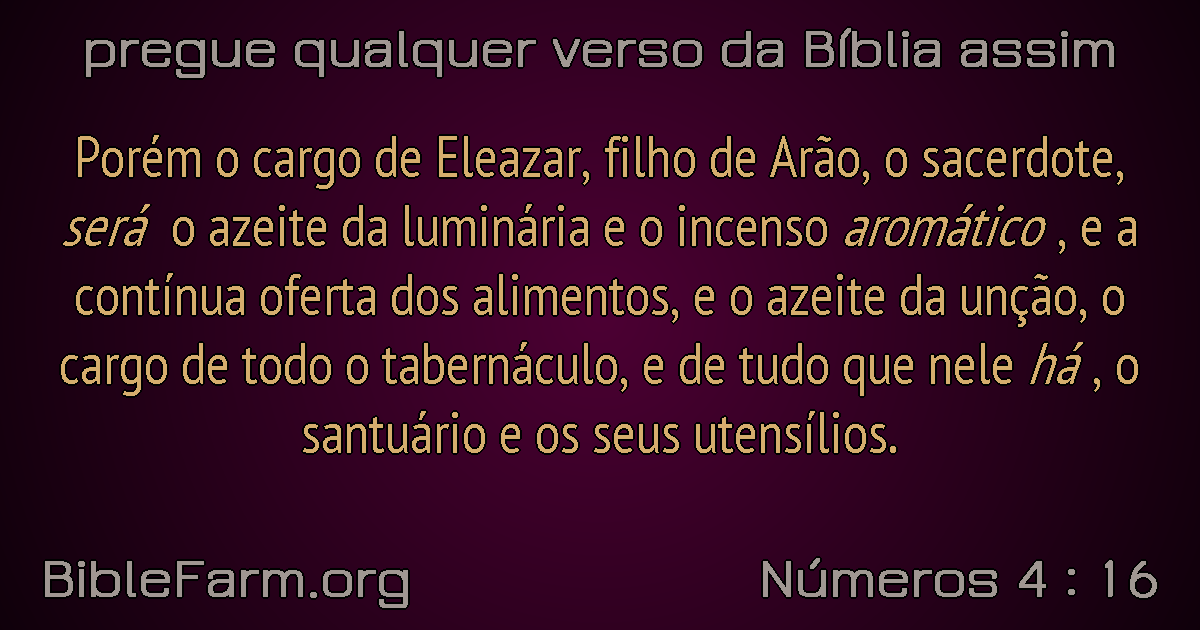 pregue qualquer verso da Bíblia assim
Porém o cargo de Eleazar, filho de Arão, o sacerdote,
será o azeite da luminária e o incenso aromático , e a
contínua oferta dos alimentos, e o azeite da unção, o
cargo de todo o tabernáculo, e de tudo que nele há , o
santuário e os seus utensílios.
BibleFarm.org
Números 4 : 16